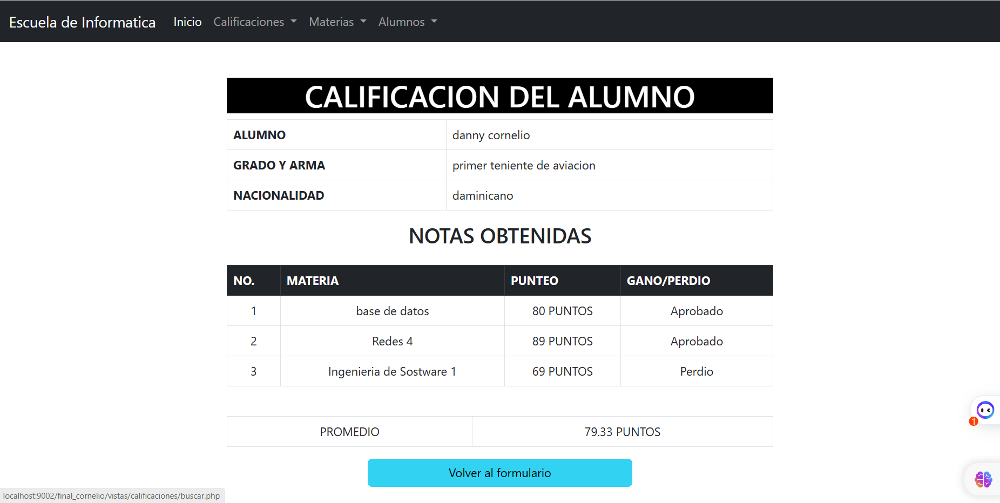 Escuela de Informatica Inicio Calificaciones Materias Alumnos
CALIFICACION DEL ALUMNO
ALUMNO danny cornelio
GRADO Y ARMA primer teniente de aviacion
NACIONALIDAD daminicano
NOTAS OBTENIDAS
NO. MATERIA PUNTEO GANO/PERDIO
1 base de datos 80 PUNTOS Aprobado
2 Redes 4 89 PUNTOS Aprobado
3 Ingenieria de Sostware 1 69 PUNTOS Perdio
1
PROMEDIO 79.33 PUNTOS
Volver al formulario
localhost:9002/final_cornelio/vistas/calificaciones/buscar.php